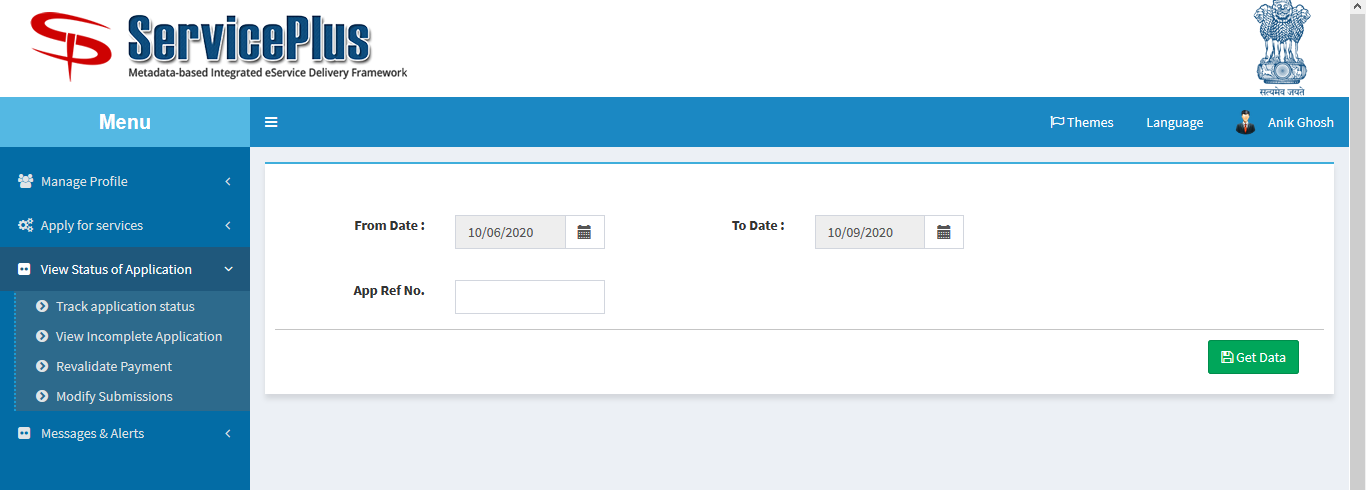 ServicePlus
Metadata-based Integrated eService Delivery Framework
सत्यमेव जयते
Menu
Themes
Language
Anik Ghosh
Manage Profile
Apply for services
View Status of Application
Track application status
View Incomplete Application
Revalidate Payment
Modify Submissions
Messages & Alerts
From Date :
10/06/2020
To Date :
10/09/2020
App Ref No.
Get Data